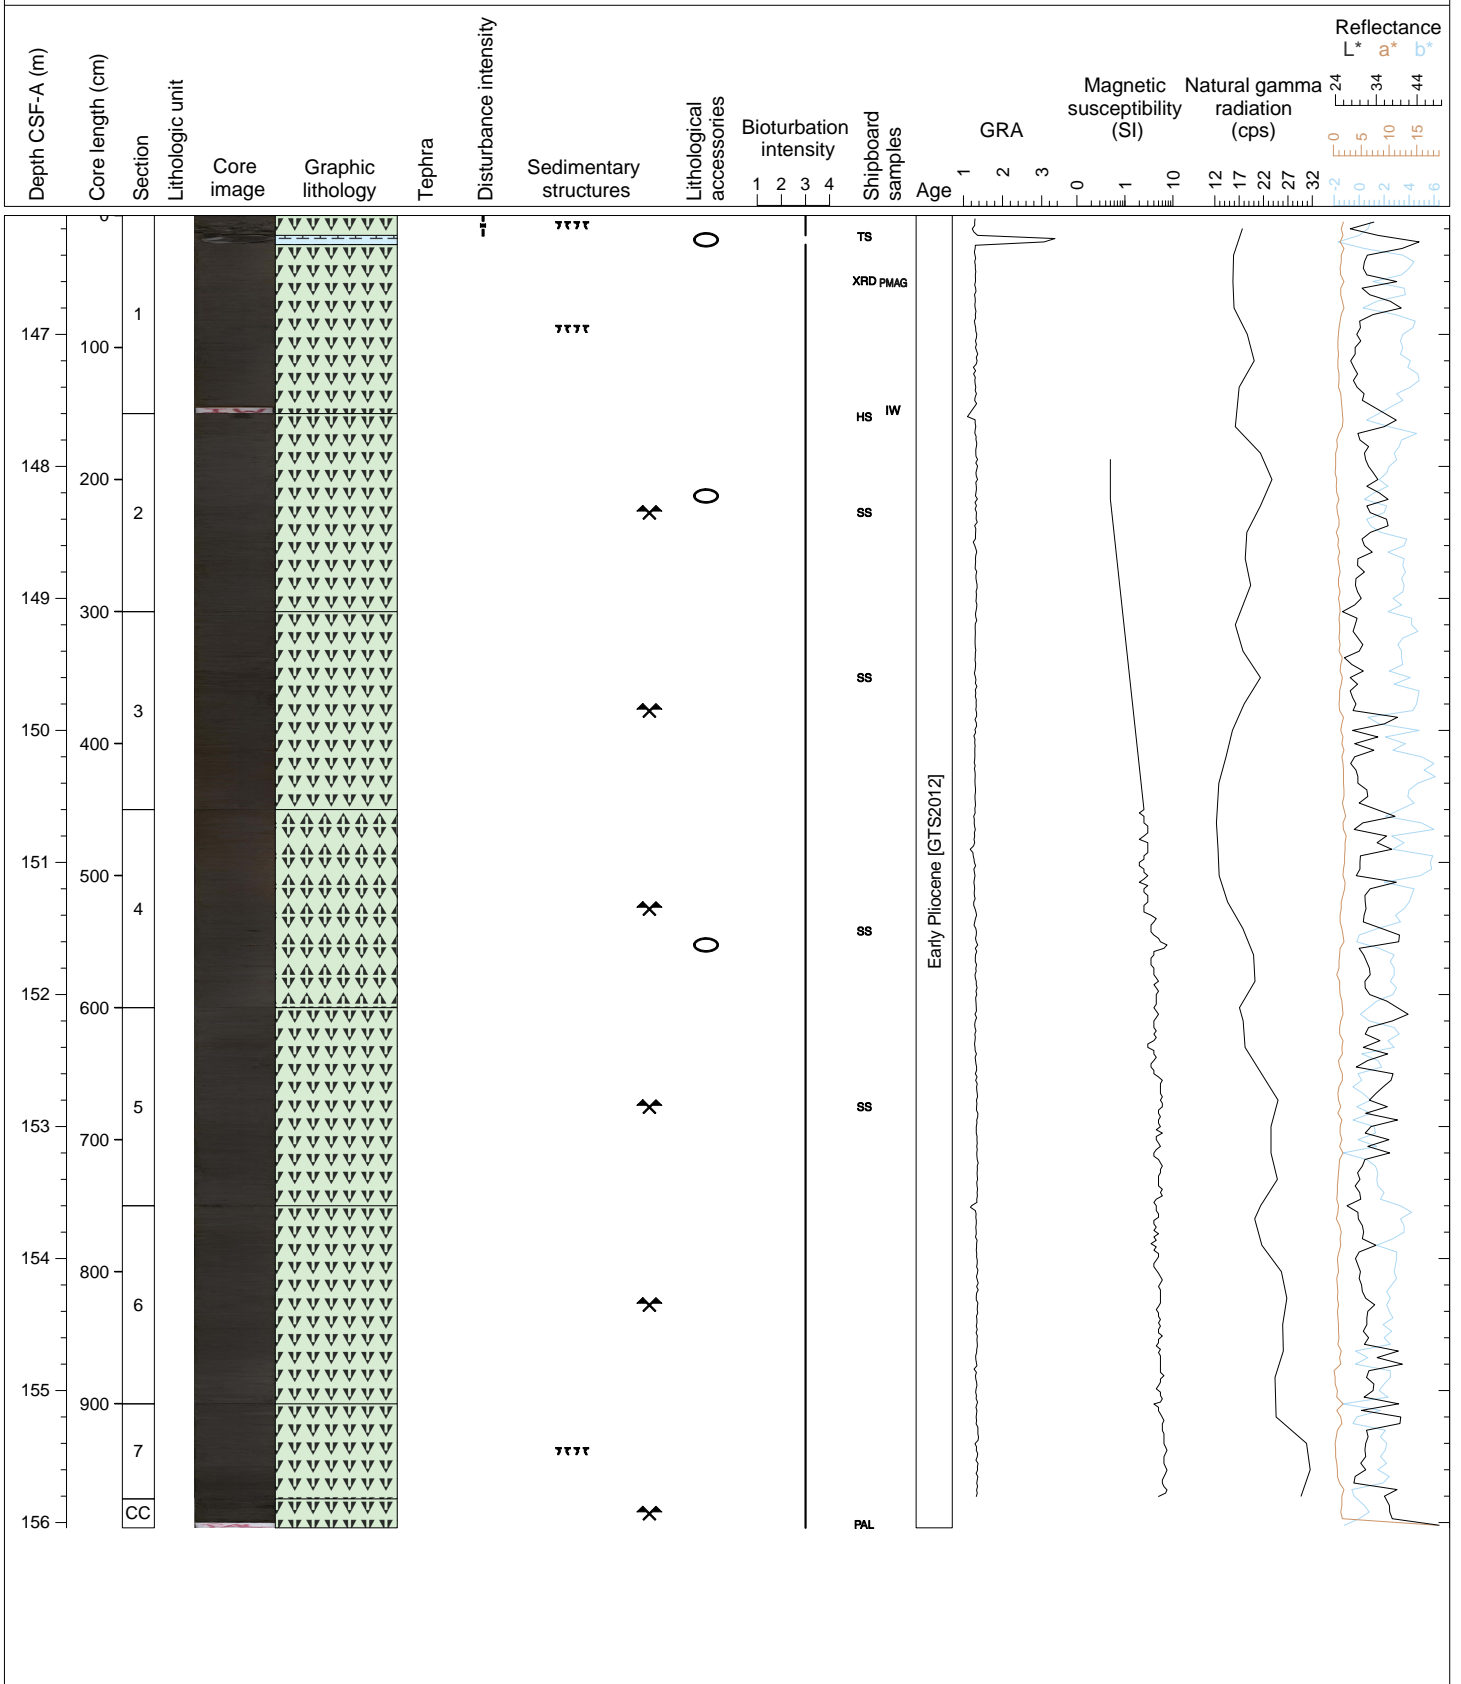 Depth CSF-A (m)
Core length (cm)
Section
Lithologic unit
Core
image
Graphic
lithology
Tephra
Disturbance intensity
Sedimentary
structures
Lithological
accessories
Bioturbation
intensity
1 2 3 4
Shipboard
samples
Age
GRA
1 2 3
Magnetic
susceptibility
(SI)
0 1 10
Natural gamma
radiation
(cps)
12 17 22 27 32
Reflectance
L* a* b*
24 34 44
0 5 10 15
-2 0 2 4 6
0
TS
XRD PMAG
1
147
100
IW
HS
148
200
2
SS
149
300
SS
3
150
400
Early Pliocene [GTS2012]
151
500
4
SS
152
600
5
SS
153
700
154
800
6
155
900
7
CC
156
PAL